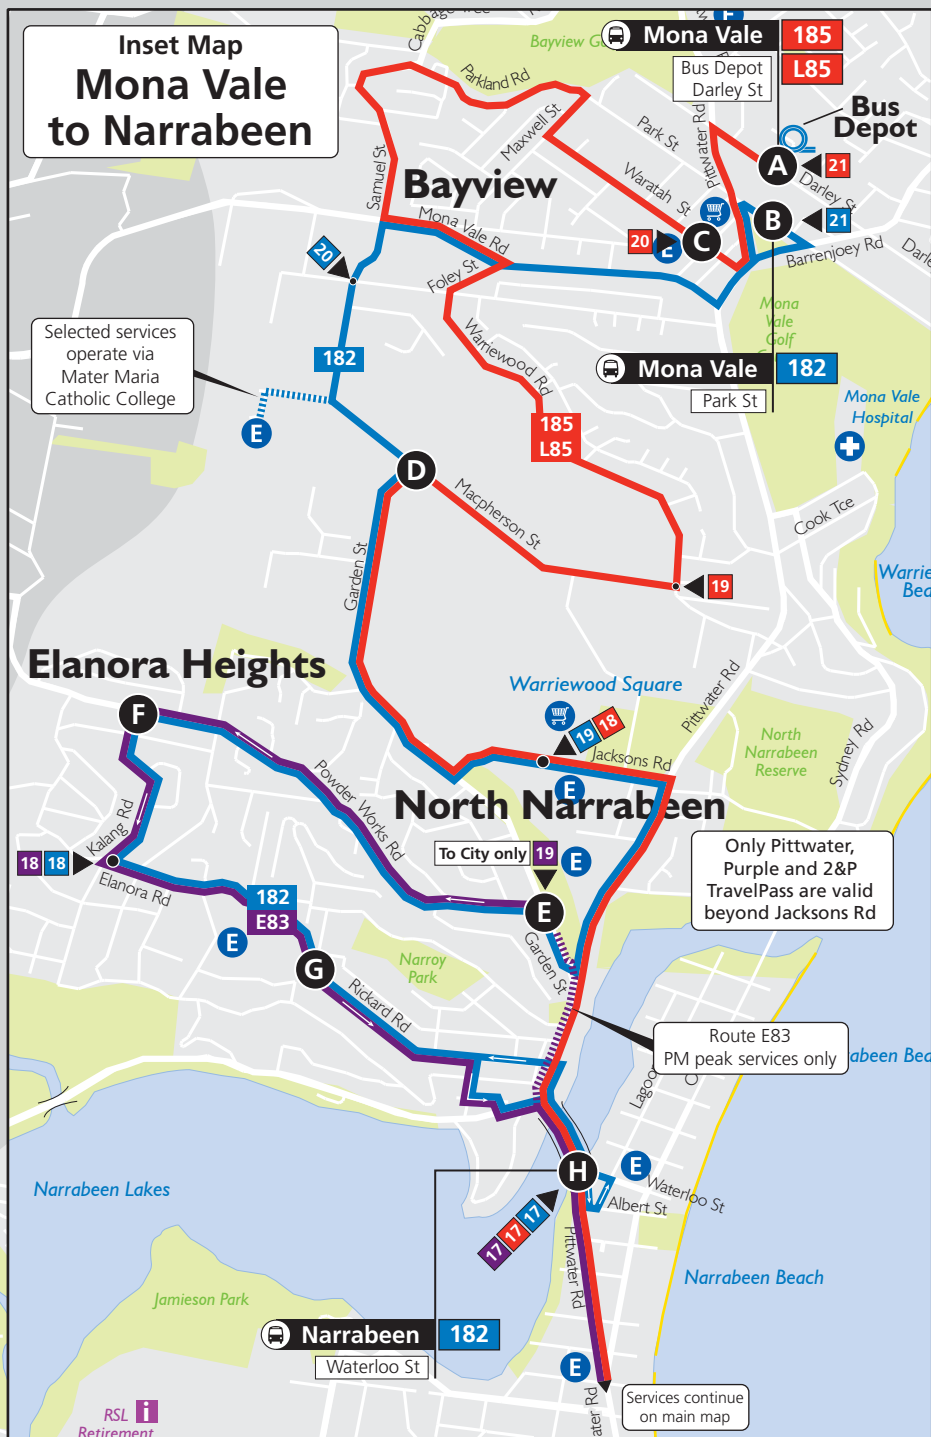 Inset Map
Mona Vale
to Narrabeen
Cabbage Tree
Bayview
Mona Vale
185
L85
Bus Depot
Darley St
Bus
Depot
Parkland Rd
Maxwell St
Park St
Pittwater Rd
Waratah St
Samuel St
Bayview
A
21
Darley St
B
21
20
E
C
Barrenjoey Rd
Mona Vale Rd
Foley St
20
Mona
Vale
Golf
Selected services
operate via
Mater Maria
Catholic College
182
Warriewood Rd
Mona Vale
182
Park St
Mona Vale
Hospital
E
185
L85
D
Macpherson St
Cook Tce
Garden St
19
Elanora Heights
Warriewood Square
Pittwater Rd
F
19
18
Jacksons Rd
North
Narrabeen
Reserve
Sydney Rd
E
Powder Works Rd
North Narrabeen
Kalang Rd
To City only
19
E
Only Pittwater,
Purple and 2&P
TravelPass are valid
beyond Jacksons Rd
18
18
Elanora Rd
182
E83
E
E
Garden St
G
Narroy
Park
Rickard Rd
Route E83
PM peak services only
H
E
Waterloo St
Albert St
Narrabeen Lakes
17
17
17
Pittwater Rd
Narrabeen Beach
Jamieson Park
Narrabeen
182
Waterloo St
E
Services continue
on main map
RSL
i
Retirement